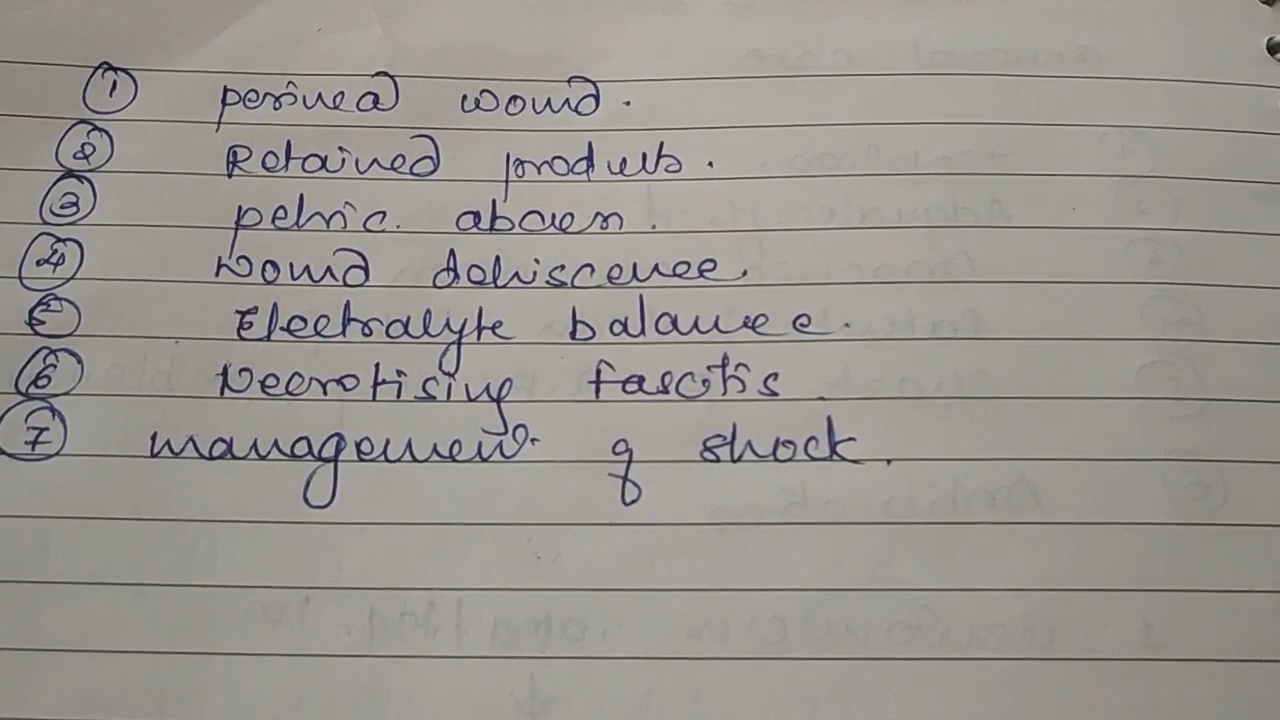 ① perineal wound.
② Retained products.
③ pelvic. abscess.
④ Wound dehiscence.
⑤ Electralyte balance.
⑥ Necrotising fascitis
⑦ management of shock.